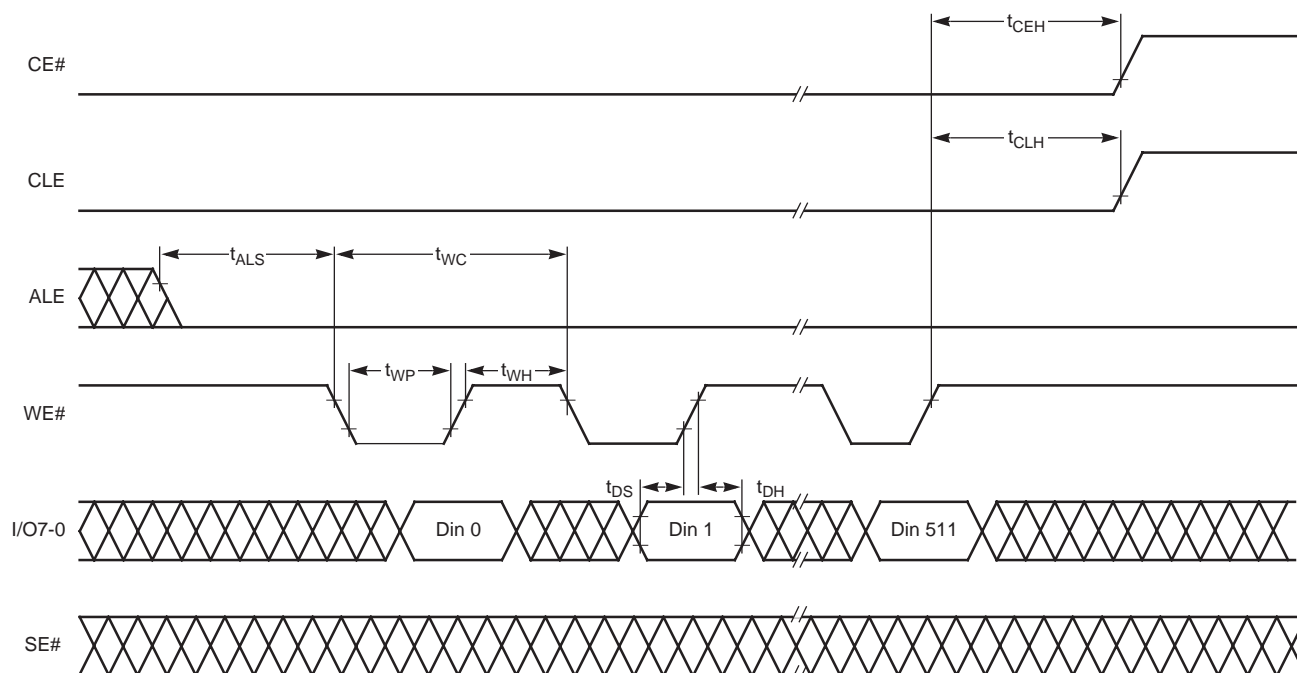 tCEH
CE#
tCLH
CLE
tALS
tWC
ALE
tWP
tWH
WE#
tDS
tDH
I/O7-0
Din 0
Din 1
Din 511
SE#